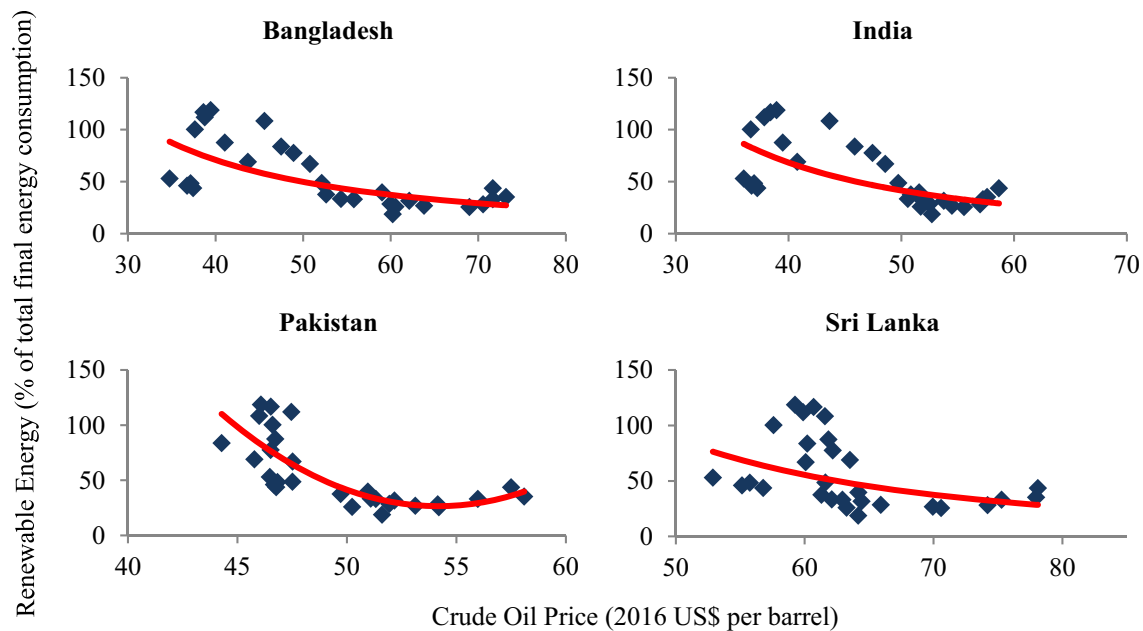 Renewable Energy (% of total final energy consumption)
Bangladesh
150
100
50
0
30 40 50 60 70 80
India
150
100
50
0
30 40 50 60 70
Pakistan
150
100
50
0
40 45 50 55 60
Sri Lanka
150
100
50
0
50 60 70 80
Crude Oil Price (2016 US$ per barrel)